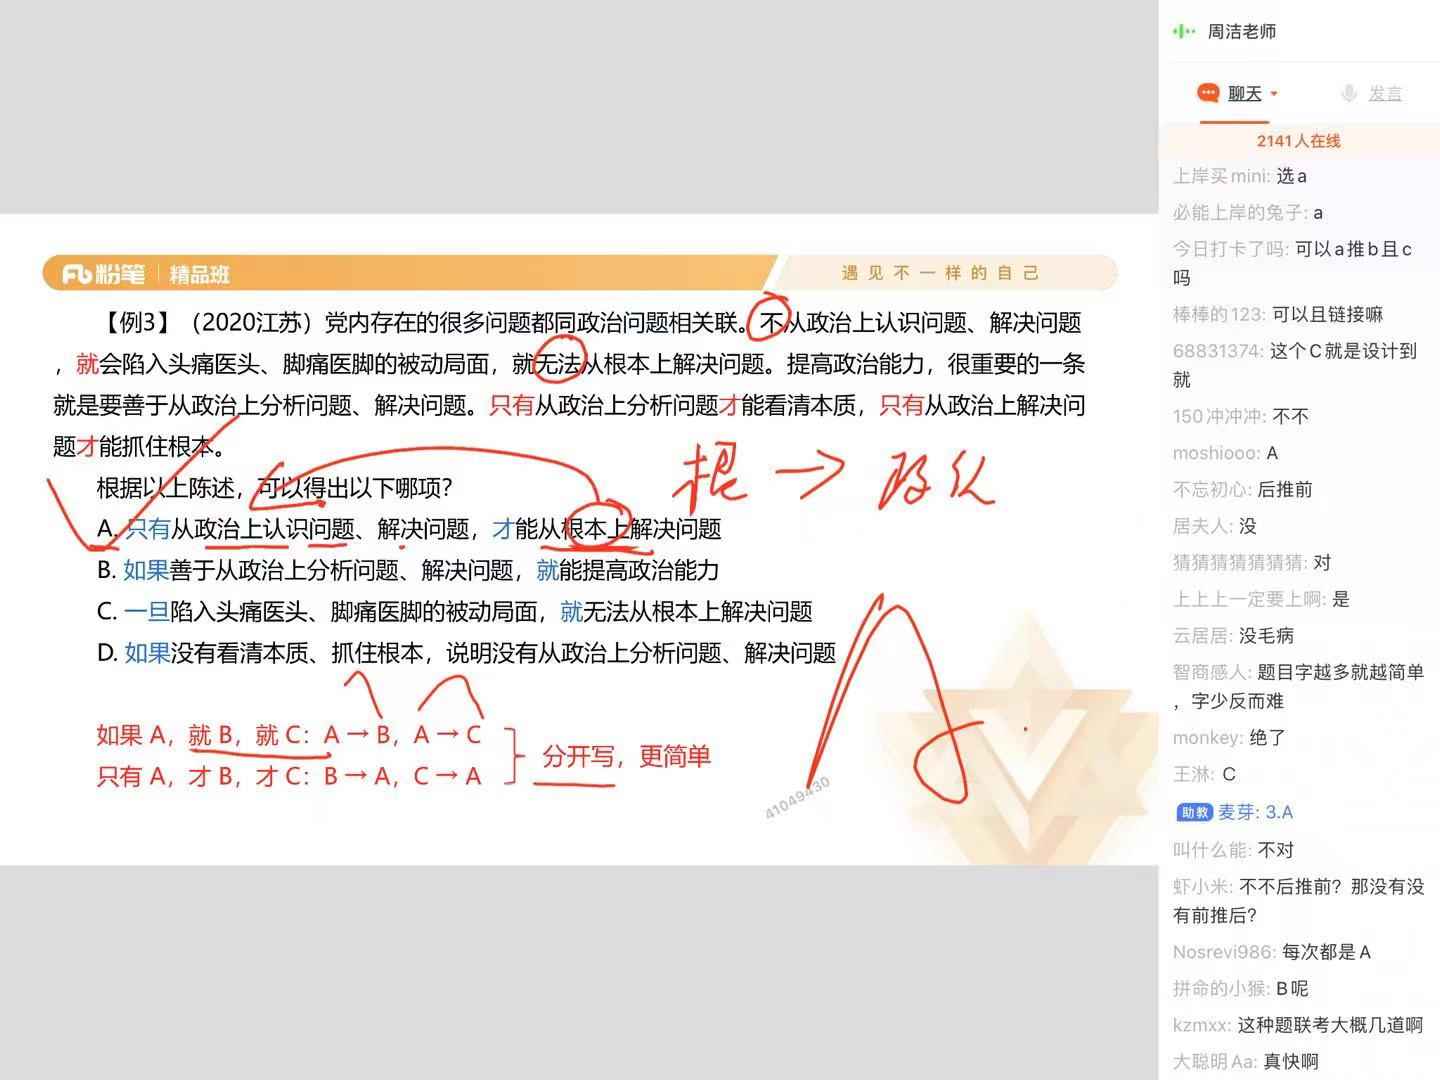 粉笔 精品班
遇见不一样的自己
【例3】（2020江苏）党内存在的很多问题都同政治问题相关联。不从政治上认识问题、解决问题
，就会陷入头痛医头、脚痛医脚的被动局面，就无法从根本上解决问题。提高政治能力，很重要的一条
就是要善于从政治上分析问题、解决问题。只有从政治上分析问题才能看清本质，只有从政治上解决问
题才能抓住根本。
根据以上陈述，可以得出以下哪项？
A. 只有从政治上认识问题、解决问题，才能从根本上解决问题
B. 如果善于从政治上分析问题、解决问题，就能提高政治能力
C. 一旦陷入头痛医头、脚痛医脚的被动局面，就无法从根本上解决问题
D. 如果没有看清本质、抓住根本，说明没有从政治上分析问题、解决问题
根→政
如果 A，就 B，就 C：A→B，A→C
只有 A，才 B，才 C：B→A，C→A
分开写，更简单
41049430
周洁老师
聊天 发言
2141人在线
上岸买mini: 选a
必能上岸的兔子: a
今日打卡了吗: 可以a推b且c
吗
棒棒的123: 可以且链接嘛
68831374: 这个C就是设计到
就
150冲冲冲: 不不
moshiooo: A
不忘初心: 后推前
居夫人: 没
猜猜猜猜猜猜猜: 对
上上上一定要上啊: 是
云居居: 没毛病
智商感人: 题目字越多就越简单
，字少反而难
monkey: 绝了
王淋: C
助教 麦芽: 3.A
叫什么能: 不对
虾小米: 不不后推前？那没有没
有前推后？
Nosrevi986: 每次都是A
拼命的小猴: B呢
kzmxx: 这种题联考大概几道啊
大聪明Aa: 真快啊